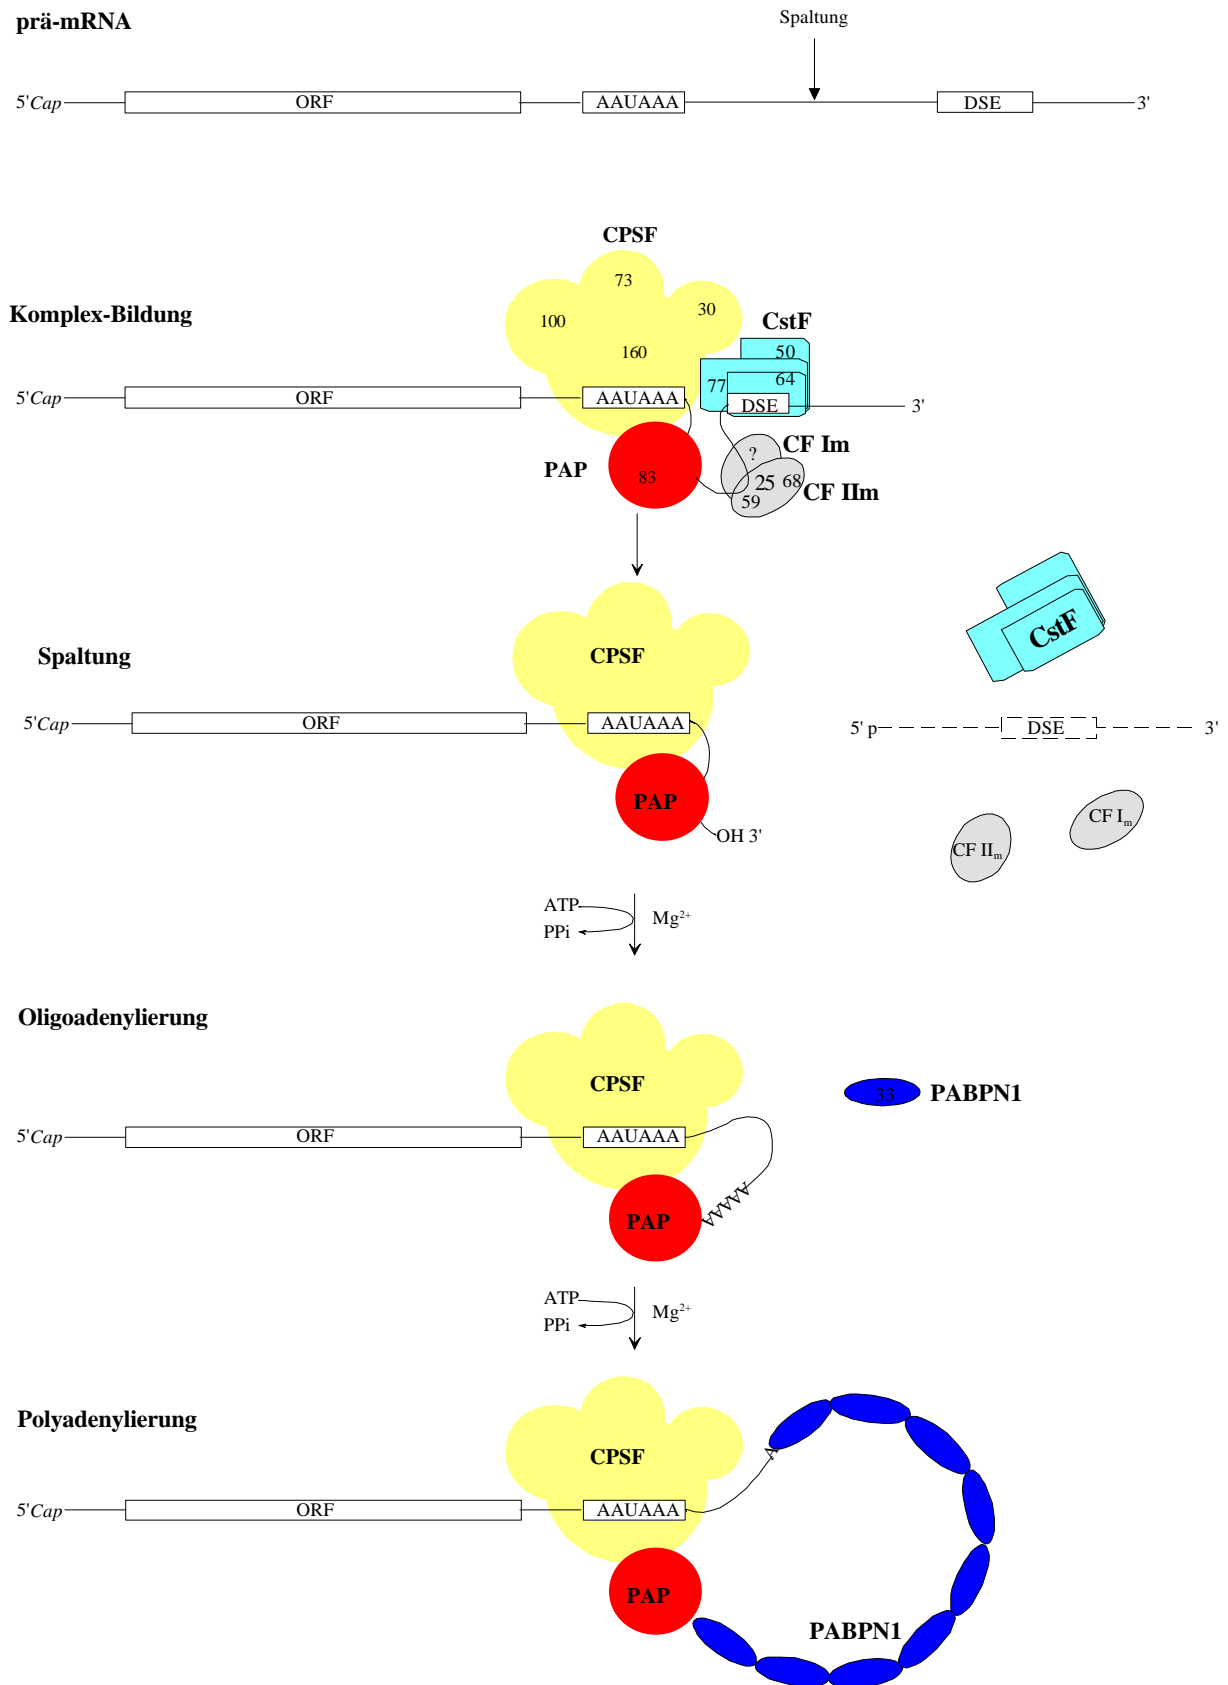 prä-mRNA
Spaltung
5'Cap ORF AAUAAA DSE 3'
CPSF
73
30
100
Komplex-Bildung
CstF
160
50
77 64
5'Cap ORF AAUAAA DSE 3'
CF Im
?
PAP 83
25 68 CF IIm
59
CstF
Spaltung
CPSF
5'Cap ORF AAUAAA 5' p DSE 3'
PAP
CF Im
OH 3'
CF IIm
ATP
Mg2+
PPi
Oligoadenylierung
CPSF
33 PABPN1
5'Cap ORF AAUAAA
AAAAA
PAP
ATP
Mg2+
PPi
Polyadenylierung
CPSF
A
5'Cap ORF AAUAAA
PAP
PABPN1